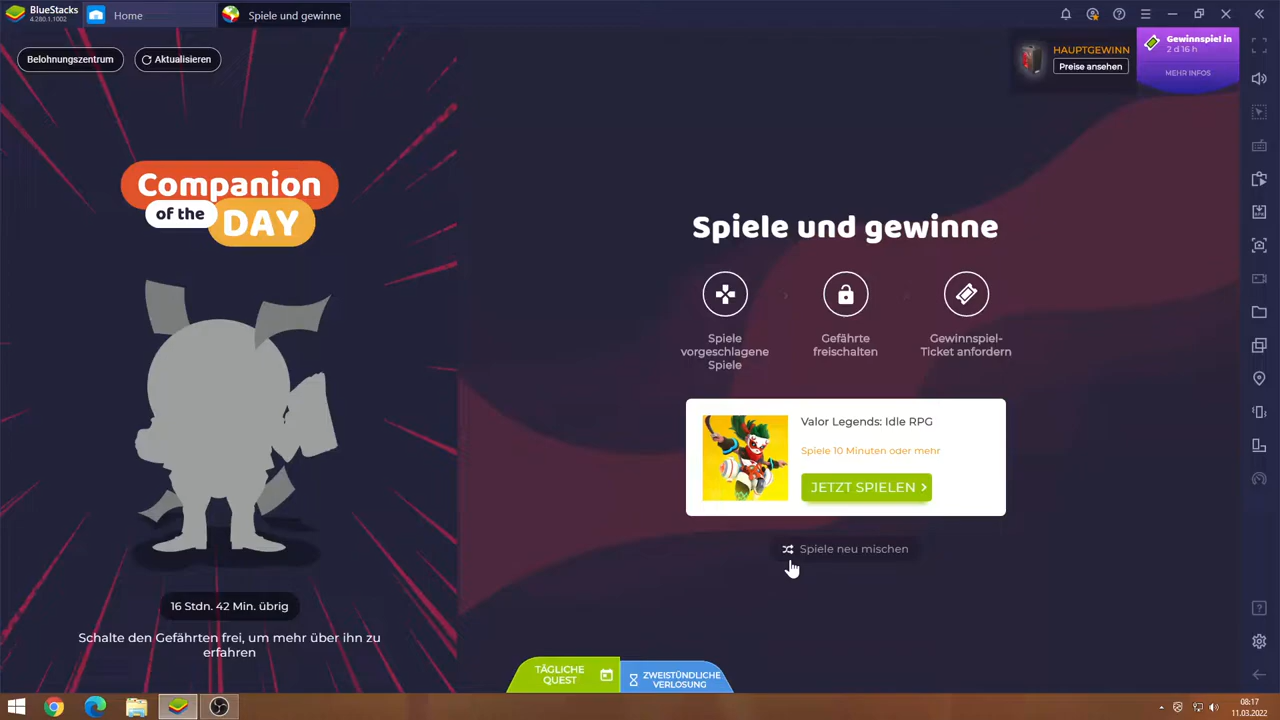 BlueStacks
4.280.1.1002
Home
Spiele und gewinne
Belohnungszentrum
Aktualisieren
HAUPTGEWINN
Preise ansehen
Gewinnspiel in
2 d 16 h
MEHR INFOS
Companion
of the
DAY
16 Stdn. 42 Min. übrig
Schalte den Gefährten frei, um mehr über ihn zu
erfahren
Spiele und gewinne
Spiele
vorgeschlagene
Spiele
Gefährte
freischalten
Gewinnspiel-
Ticket anfordern
Valor Legends: Idle RPG
Spiele 10 Minuten oder mehr
JETZT SPIELEN
Spiele neu mischen
TÄGLICHE
QUEST
ZWEISTÜNDLICHE
VERLOSUNG
08:17
11.03.2022